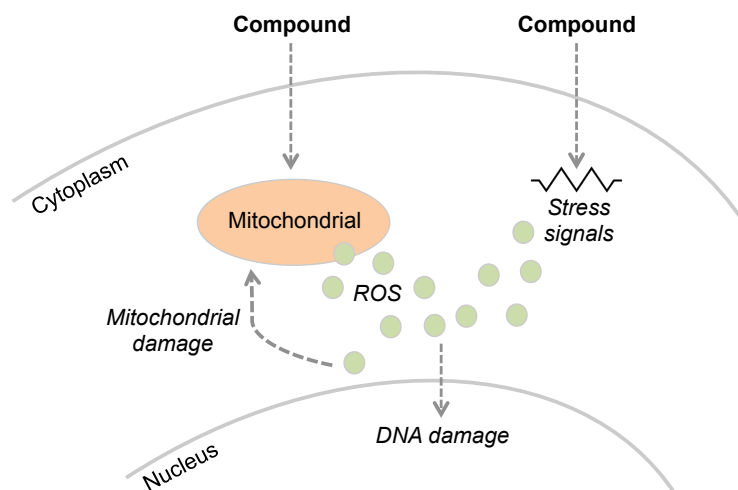 Compound
Compound
Cytoplasm
Mitochondrial
Stress
signals
ROS
Mitochondrial
damage
DNA damage
Nucleus